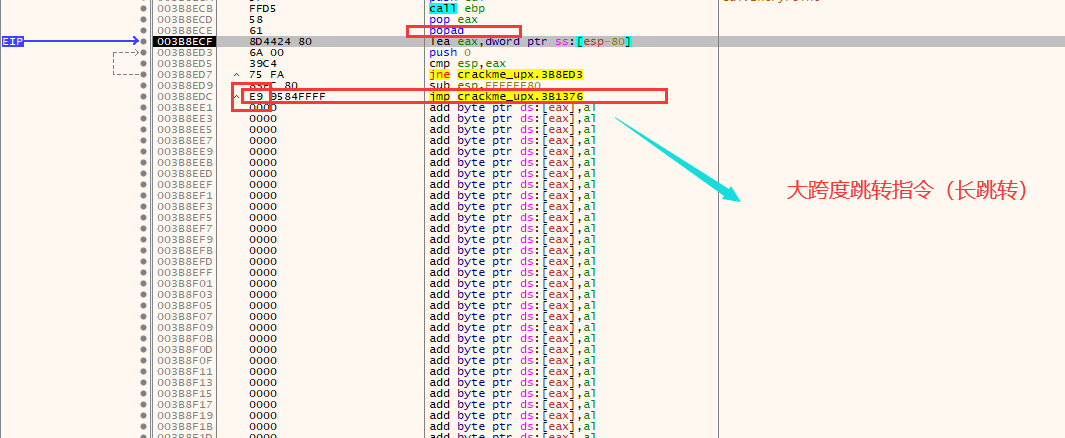 003B8ECB FFD5 call ebp
003B8ECD 58 pop eax
003B8ECE 61 popad
EIP 003B8ECF 8D4424 80 lea eax,dword ptr ss:[esp-80]
003B8ED3 6A 00 push 0
003B8ED5 39C4 cmp esp,eax
003B8ED7 75 FA jne crackme_upx.3B8ED3
003B8ED9 83EC 80 sub esp,FFFFFF80
003B8EDC E9 9584FFFF jmp crackme_upx.3B1376
003B8EE1 0000 add byte ptr ds:[eax],al
003B8EE3 0000 add byte ptr ds:[eax],al
003B8EE5 0000 add byte ptr ds:[eax],al
003B8EE7 0000 add byte ptr ds:[eax],al
003B8EE9 0000 add byte ptr ds:[eax],al
003B8EEB 0000 add byte ptr ds:[eax],al
003B8EED 0000 add byte ptr ds:[eax],al
003B8EEF 0000 add byte ptr ds:[eax],al
大跨度跳转指令（长跳转）
003B8EF1 0000 add byte ptr ds:[eax],al
003B8EF3 0000 add byte ptr ds:[eax],al
003B8EF5 0000 add byte ptr ds:[eax],al
003B8EF7 0000 add byte ptr ds:[eax],al
003B8EF9 0000 add byte ptr ds:[eax],al
003B8EFB 0000 add byte ptr ds:[eax],al
003B8EFD 0000 add byte ptr ds:[eax],al
003B8EFF 0000 add byte ptr ds:[eax],al
003B8F01 0000 add byte ptr ds:[eax],al
003B8F03 0000 add byte ptr ds:[eax],al
003B8F05 0000 add byte ptr ds:[eax],al
003B8F07 0000 add byte ptr ds:[eax],al
003B8F09 0000 add byte ptr ds:[eax],al
003B8F0B 0000 add byte ptr ds:[eax],al
003B8F0D 0000 add byte ptr ds:[eax],al
003B8F0F 0000 add byte ptr ds:[eax],al
003B8F11 0000 add byte ptr ds:[eax],al
003B8F13 0000 add byte ptr ds:[eax],al
003B8F15 0000 add byte ptr ds:[eax],al
003B8F17 0000 add byte ptr ds:[eax],al
003B8F19 0000 add byte ptr ds:[eax],al
003B8F1B 0000 add byte ptr ds:[eax],al
003B8F1D 0000 add byte ptr ds:[eax],al